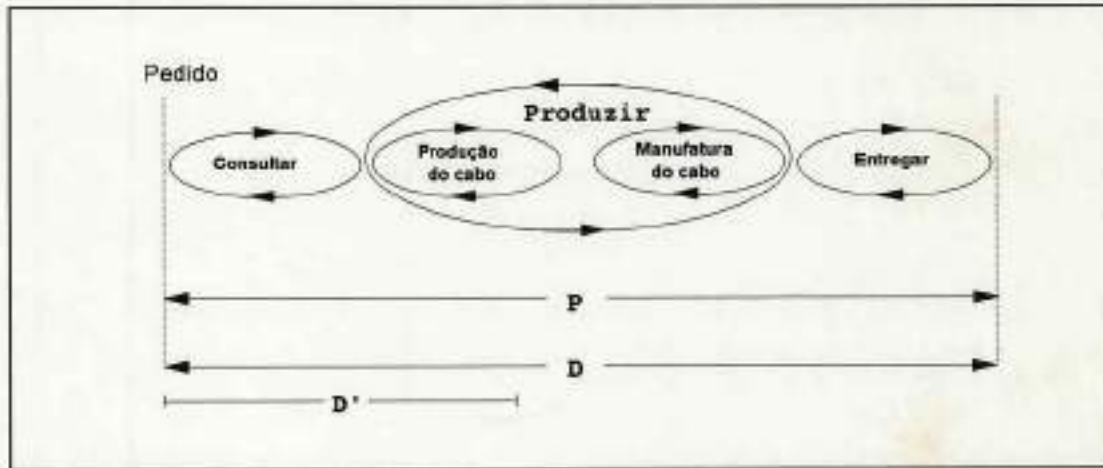 Pedido
Produzir
Consultar
Produção
do cabo
Manufatura
do cabo
Entregar
P
D
D'